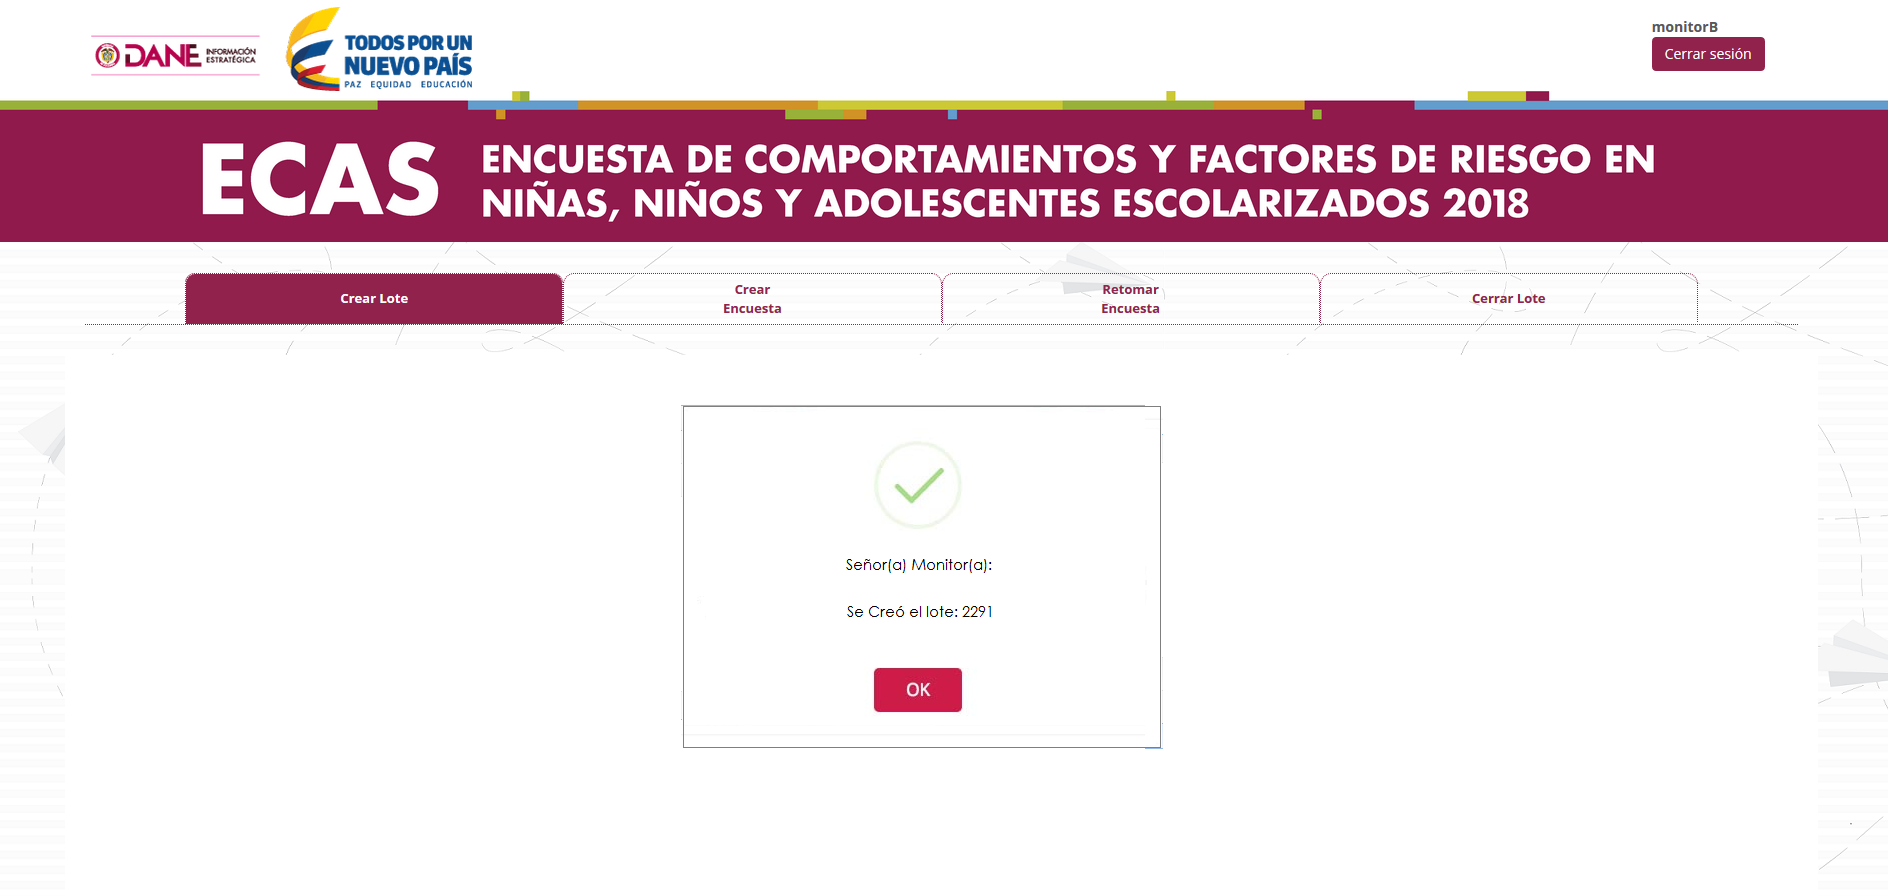 DANE INFORMACIÓN ESTRATÉGICA
TODOS POR UN
NUEVO PAÍS
PAZ EQUIDAD EDUCACIÓN
monitorB
Cerrar sesión
ECAS
ENCUESTA DE COMPORTAMIENTOS Y FACTORES DE RIESGO EN
NIÑAS, NIÑOS Y ADOLESCENTES ESCOLARIZADOS 2018
Crear Lote
Crear
Encuesta
Retomar
Encuesta
Cerrar Lote
Señor(a) Monitor(a):
Se Creó el lote: 2291
OK